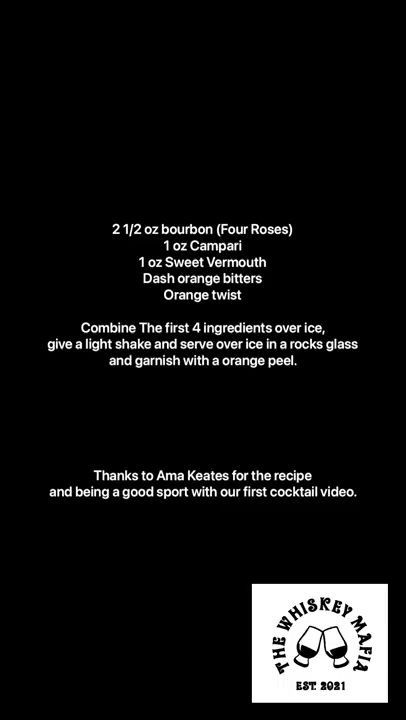 2 1/2 oz bourbon (Four Roses)
1 oz Campari
1 oz Sweet Vermouth
Dash orange bitters
Orange twist
Combine The first 4 ingredients over ice,
give a light shake and serve over ice in a rocks glass
and garnish with a orange peel.
Thanks to Ama Keates for the recipe
and being a good sport with our first cocktail video.
THE WHISKEY MAFIA
EST. 2021